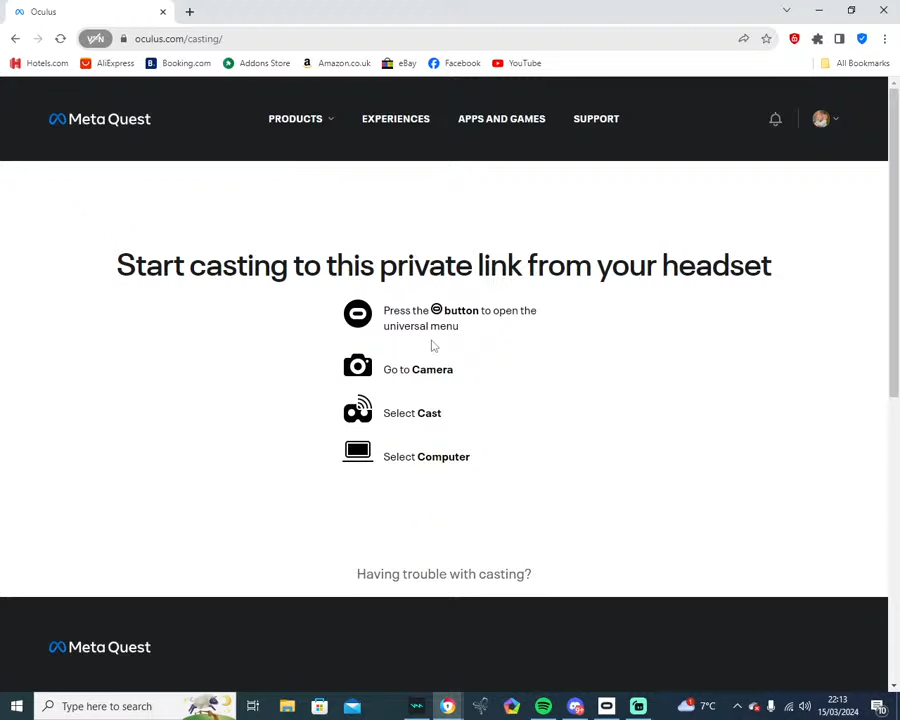 Oculus
VPN
oculus.com/casting/
Hotels.com
AliExpress
Booking.com
Addons Store
Amazon.co.uk
eBay
Facebook
YouTube
All Bookmarks
Meta Quest
PRODUCTS
EXPERIENCES
APPS AND GAMES
SUPPORT
Start casting to this private link from your headset
Press the button to open the
universal menu
Go to Camera
Select Cast
Select Computer
Having trouble with casting?
Meta Quest
Type here to search
7°C
22:13
15/03/2024